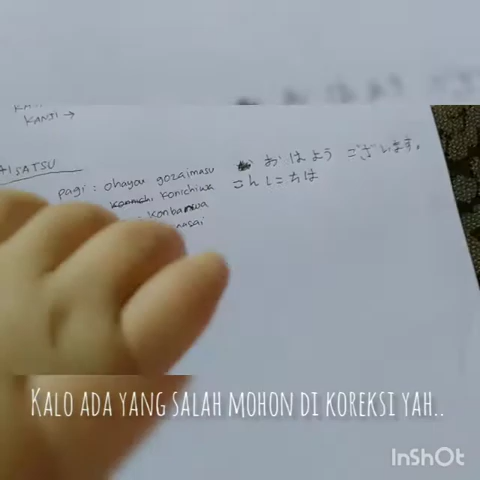 KANJI →
AISATSU
pagi : ohayou gozaimasu おはよう ございます.
konichiwa こんにちは
konbanwa
nasai
KALO ADA YANG SALAH MOHON DI KOREKSI YAH..
InShOt